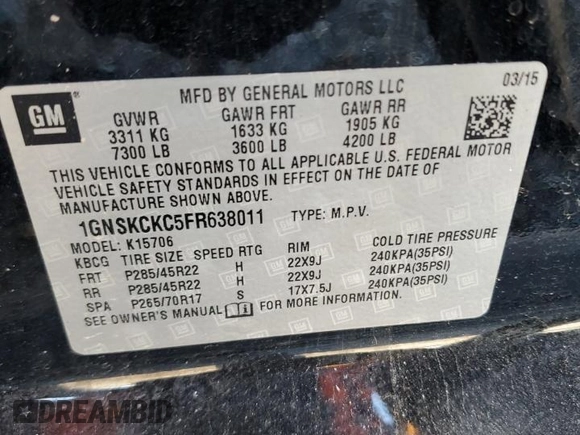 GM
MFD BY GENERAL MOTORS LLC
03/15
GVWR GAWR FRT GAWR RR
3311 KG 1633 KG 1905 KG
7300 LB 3600 LB 4200 LB
THIS VEHICLE CONFORMS TO ALL APPLICABLE U.S. FEDERAL MOTOR
VEHICLE SAFETY STANDARDS IN EFFECT ON THE DATE OF
MANUFACTURE SHOWN ABOVE.
1GNSKCKC5FR638011 TYPE: M.P.V.
MODEL: K15706
KBCG TIRE SIZE SPEED RTG RIM COLD TIRE PRESSURE
FRT P285/45R22 H 22X9J 240KPA(35PSI)
RR P285/45R22 H 22X9J 240KPA(35PSI)
SPA P265/70R17 S 17X7.5J 240KPA(35PSI)
SEE OWNER'S MANUAL FOR MORE INFORMATION.
DREAMBID